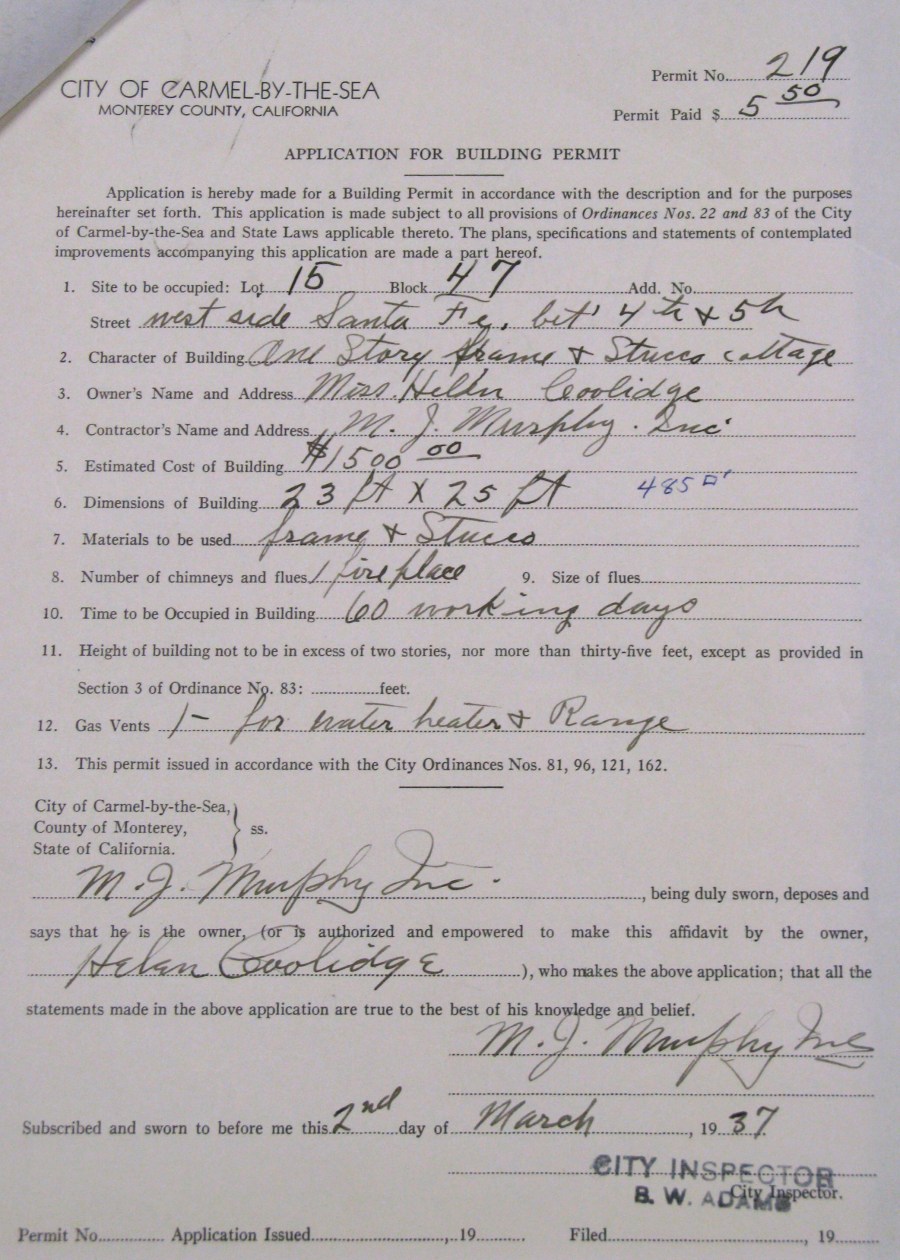 CITY OF CARMEL-BY-THE-SEA
MONTEREY COUNTY, CALIFORNIA
Permit No. 219
Permit Paid $ 5 50
APPLICATION FOR BUILDING PERMIT
Application is hereby made for a Building Permit in accordance with the description and for the purposes
hereinafter set forth. This application is made subject to all provisions of Ordinances Nos. 22 and 83 of the City
of Carmel-by-the-Sea and State Laws applicable thereto. The plans, specifications and statements of contemplated
improvements accompanying this application are made a part hereof.
1. Site to be occupied: Lot 15 Block 47 Add. No.
Street west side Santa Fe, bet' 4th & 5th
2. Character of Building One Story frame & Stucco cottage
3. Owner's Name and Address Miss. Helen Coolidge
4. Contractor's Name and Address M. J. Murphy. Inc
5. Estimated Cost of Building $1500 00
6. Dimensions of Building 23 ft X 25 ft 485 □'
7. Materials to be used frame & Stucco
8. Number of chimneys and flues 1 fireplace 9. Size of flues
10. Time to be Occupied in Building 60 working days
11. Height of building not to be in excess of two stories, nor more than thirty-five feet, except as provided in
Section 3 of Ordinance No. 83: feet.
12. Gas Vents 1 - for water heater & Range
13. This permit issued in accordance with the City Ordinances Nos. 81, 96, 121, 162.
City of Carmel-by-the-Sea,
County of Monterey, } ss.
State of California.
M. J. Murphy Inc. , being duly sworn, deposes and
says that he is the owner, (or is authorized and empowered to make this affidavit by the owner,
Helen Coolidge ), who makes the above application; that all the
statements made in the above application are true to the best of his knowledge and belief.
M. J. Murphy Inc
Subscribed and sworn to before me this 2nd day of March , 19 37
CITY INSPECTOR
B. W. ADAMS City Inspector.
Permit No. Application Issued , 19 Filed , 19